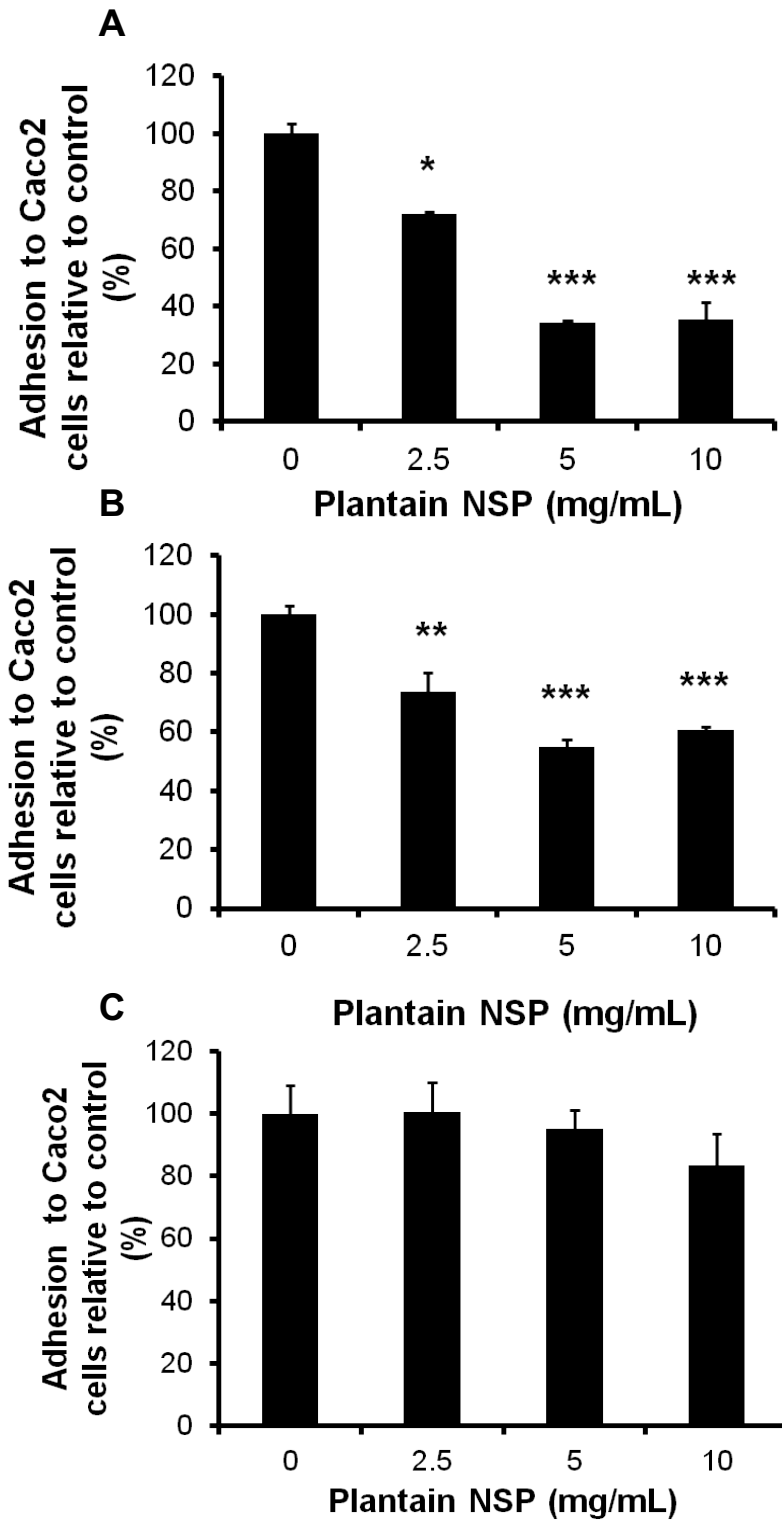 A
Adhesion to Caco2
cells relative to control
(%)
120
100
80
60
40
20
0
*
***
***
0 2.5 5 10
Plantain NSP (mg/mL)
B
Adhesion to Caco2
cells relative to control
(%)
120
100
80
60
40
20
0
**
***
***
0 2.5 5 10
Plantain NSP (mg/mL)
C
Adhesion to Caco2
cells relative to control
(%)
120
100
80
60
40
20
0
0 2.5 5 10
Plantain NSP (mg/mL)